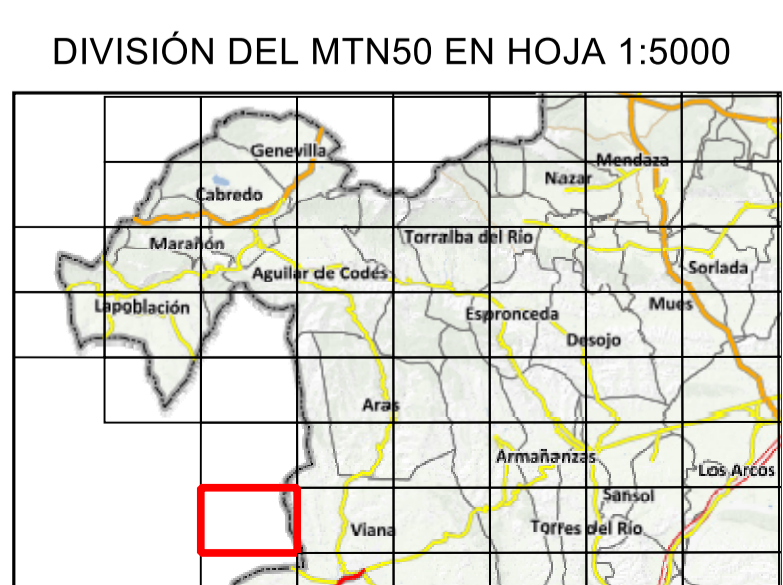 DIVISIÓN DEL MTN50 EN HOJA 1:5000
Genevilla
Mendaza
Nazar
Cabredo
Torralba del Río
Marañón
Sorlada
Aguilar de Codés
Mues
Lapoblación
Espronceda
Desojo
Aras
Armañanzas
Los Arcos
Sansol
Viana
Torres del Río